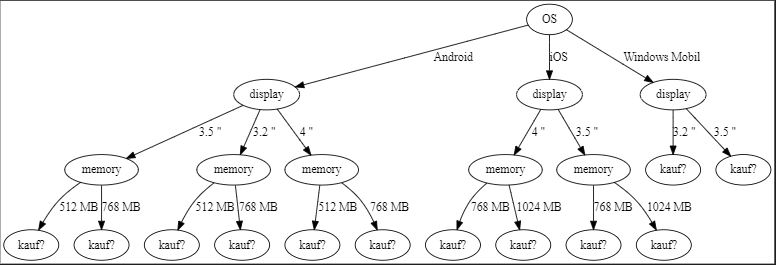 OS
Android iOS Windows Mobil
display display display
3.5 " 3.2 " 4 " 4 " 3.5 " 3.2 " 3.5 "
memory memory memory memory memory kauf? kauf?
512 MB 768 MB 512 MB 768 MB 512 MB 768 MB 768 MB 1024 MB 768 MB 1024 MB
kauf? kauf? kauf? kauf? kauf? kauf? kauf? kauf? kauf? kauf?